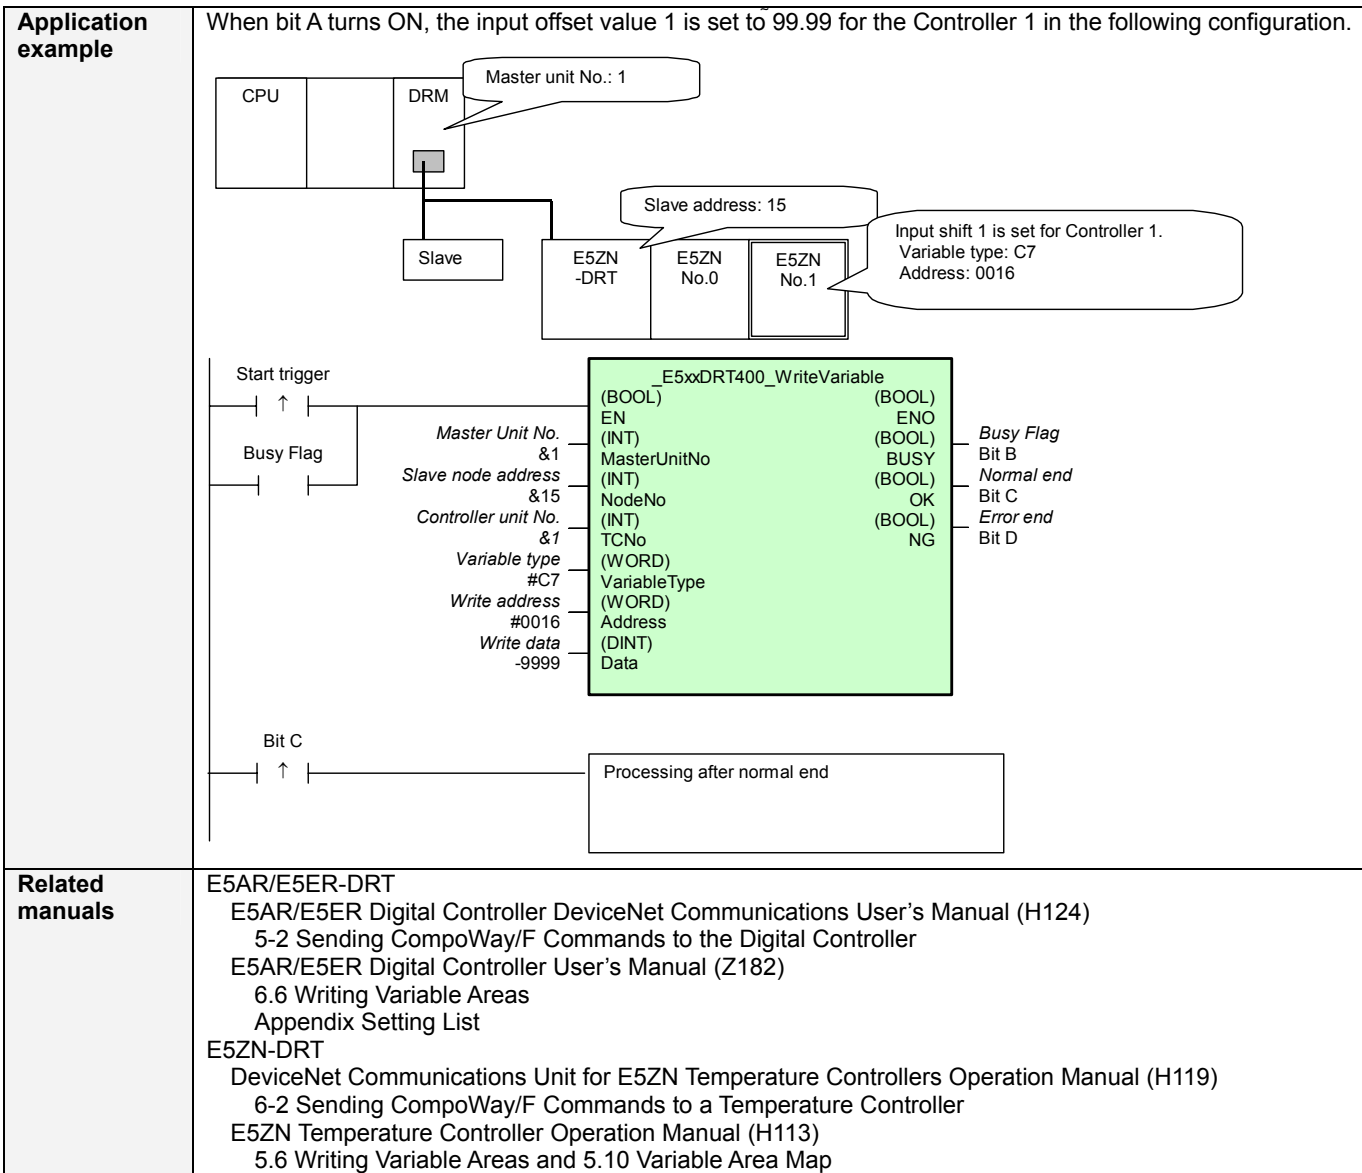 Application example
When bit A turns ON, the input offset value 1 is set to ˜99.99 for the Controller 1 in the following configuration.
Master unit No.: 1
CPU
DRM
Slave address: 15
Input shift 1 is set for Controller 1.
Variable type: C7
Address: 0016
Slave
E5ZN
-DRT
E5ZN
No.0
E5ZN
No.1
Start trigger
↑
Busy Flag
_E5xxDRT400_WriteVariable
(BOOL) (BOOL)
EN ENO
Master Unit No. (INT) (BOOL) Busy Flag
&1 MasterUnitNo BUSY Bit B
Slave node address (INT) (BOOL) Normal end
&15 NodeNo OK Bit C
Controller unit No. (INT) (BOOL) Error end
&1 TCNo NG Bit D
Variable type (WORD)
#C7 VariableType
Write address (WORD)
#0016 Address
Write data (DINT)
-9999 Data
Bit C
↑
Processing after normal end
Related manuals
E5AR/E5ER-DRT
E5AR/E5ER Digital Controller DeviceNet Communications User’s Manual (H124)
5-2 Sending CompoWay/F Commands to the Digital Controller
E5AR/E5ER Digital Controller User’s Manual (Z182)
6.6 Writing Variable Areas
Appendix Setting List
E5ZN-DRT
DeviceNet Communications Unit for E5ZN Temperature Controllers Operation Manual (H119)
6-2 Sending CompoWay/F Commands to a Temperature Controller
E5ZN Temperature Controller Operation Manual (H113)
5.6 Writing Variable Areas and 5.10 Variable Area Map